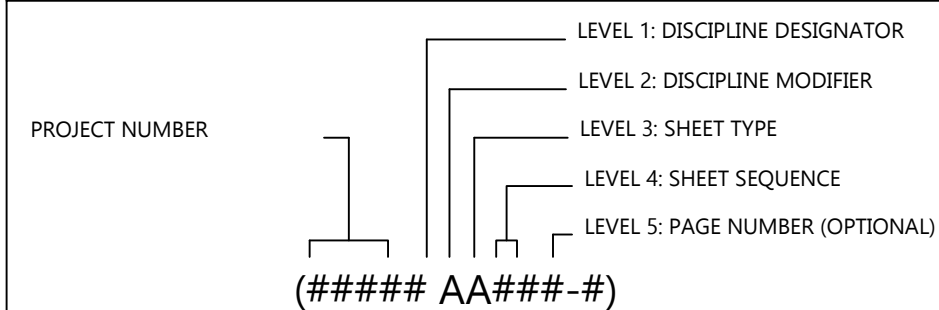 LEVEL 1: DISCIPLINE DESIGNATOR
LEVEL 2: DISCIPLINE MODIFIER
PROJECT NUMBER
LEVEL 3: SHEET TYPE
LEVEL 4: SHEET SEQUENCE
LEVEL 5: PAGE NUMBER (OPTIONAL)
(##### AA###-#)